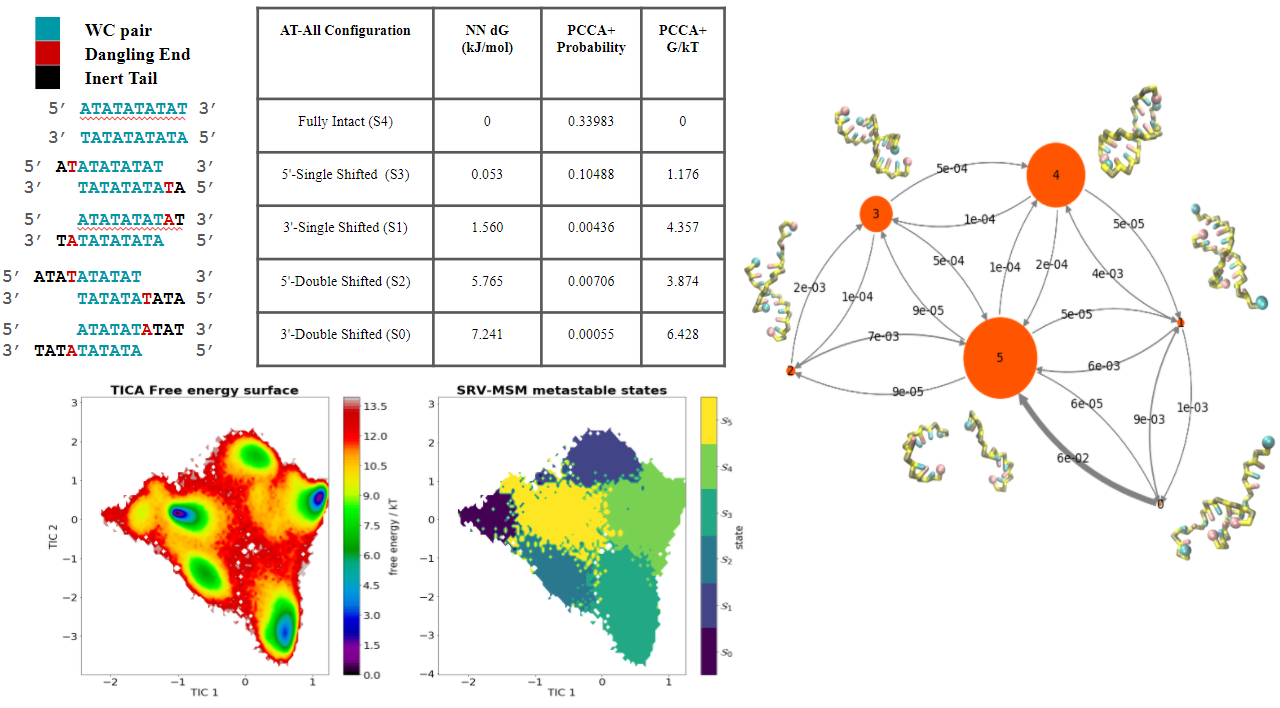 WC pair
Dangling End
Inert Tail
5′ ATATATATAT 3′
3′ TATATATATA 5′
5′ ATATATATAT 3′
3′ TATATATATA 5′
5′ ATATATATAT 3′
3′ TATATATATA 5′
5′ ATATATATAT 3′
3′ TATATATATA 5′
5′ ATATATATAT 3′
3′ TATATATATA 5′
AT-All Configuration NN dG (kJ/mol) PCCA+ Probability PCCA+ G/kT
Fully Intact (S4) 0 0.33983 0
5'-Single Shifted (S3) 0.053 0.10488 1.176
3'-Single Shifted (S1) 1.560 0.00436 4.357
5'-Double Shifted (S2) 5.765 0.00706 3.874
3'-Double Shifted (S0) 7.241 0.00055 6.428
TICA Free energy surface
3
2
1
0
−1
−2
−3
TIC 2
−2 −1 0 1
TIC 1
13.5
12.0
10.5
9.0
7.5
6.0
4.5
3.0
1.5
0.0
free energy / kT
SRV-MSM metastable states
3
2
1
0
−1
−2
−3
−4
−2 −1 0 1
TIC 1
S5
S4
S3
S2
S1
S0
state
5e-04
4
3
1e-04
5e-05
5e-04
1e-04
2e-04
4e-03
2e-03
1e-04
9e-05
5e-05
1
7e-03
5
6e-03
2
9e-05
6e-05
9e-03
1e-03
6e-02
0